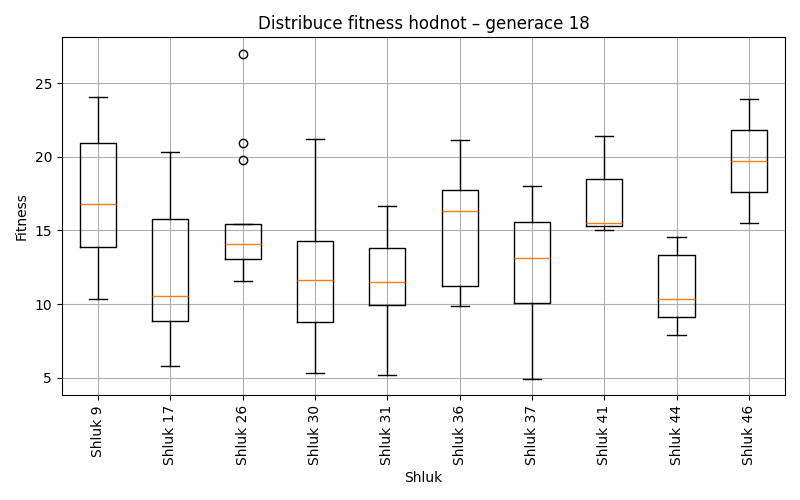 Distribuce fitness hodnot – generace 18
Fitness
25
20
15
10
5
Shluk 9
Shluk 17
Shluk 26
Shluk 30
Shluk 31
Shluk 36
Shluk 37
Shluk 41
Shluk 44
Shluk 46
Shluk